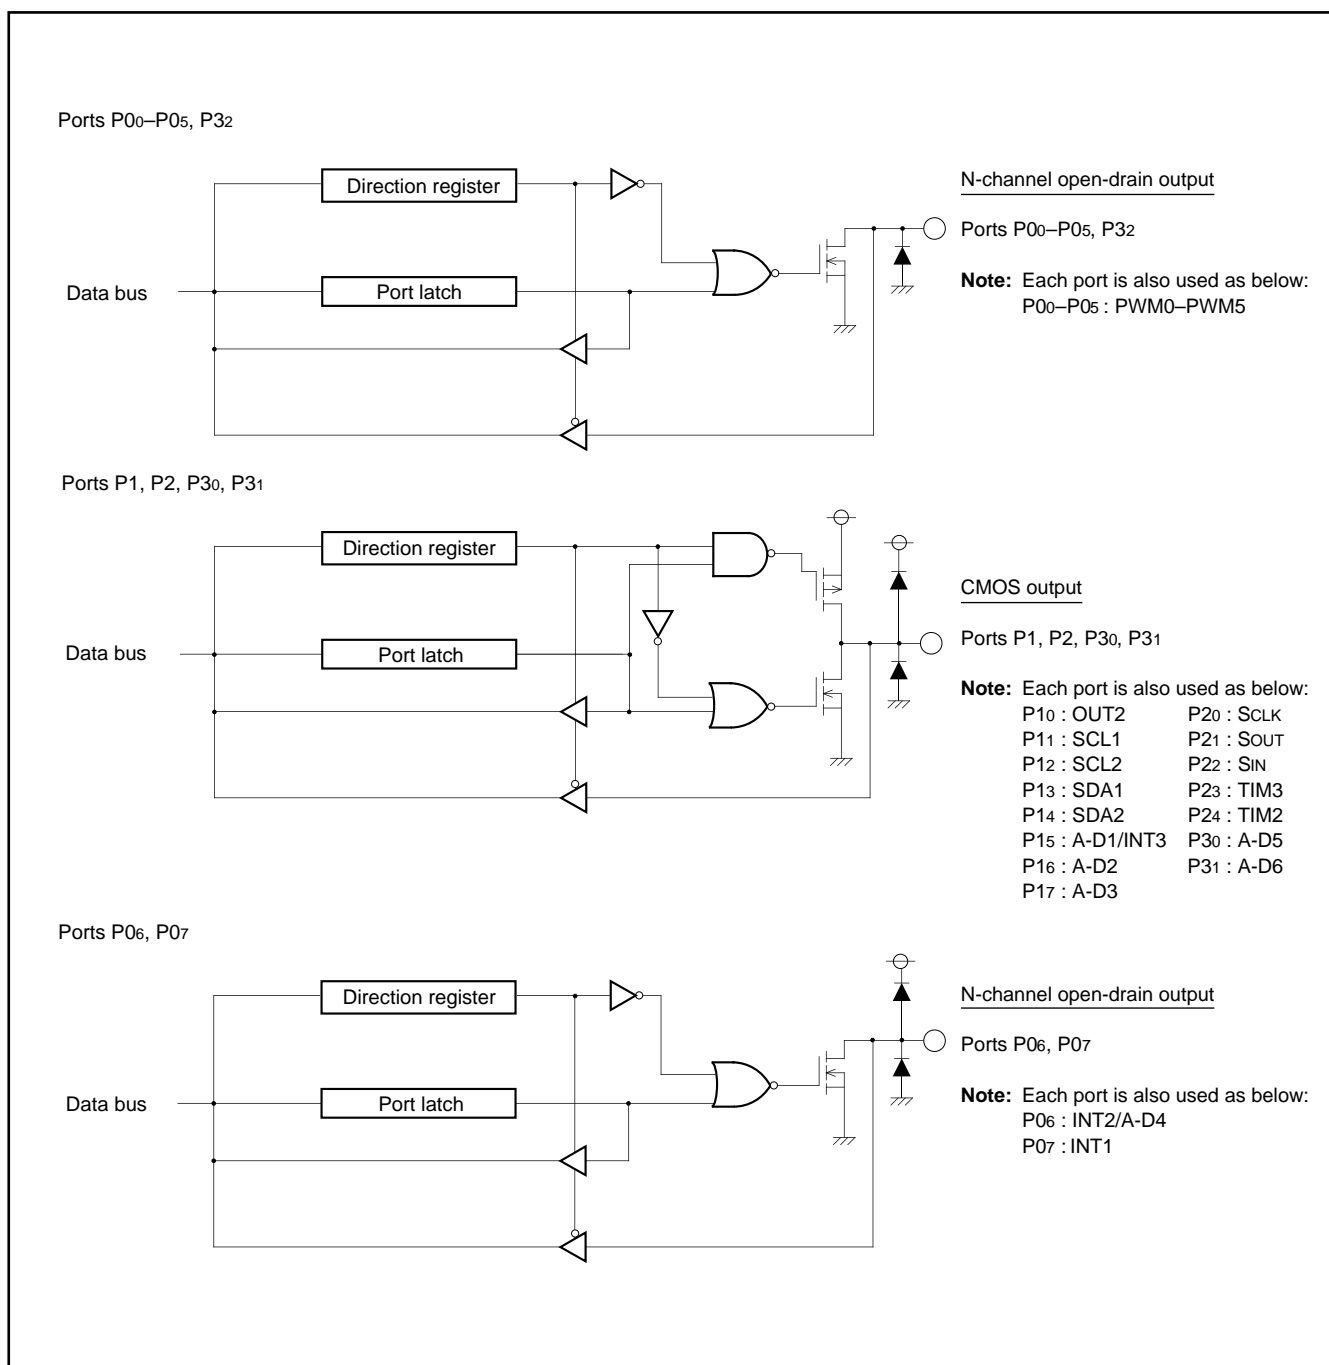 Ports P00–P05, P32
Direction register
Port latch
Data bus
N-channel open-drain output
Ports P00–P05, P32
Note: Each port is also used as below:
P00–P05 : PWM0–PWM5
Ports P1, P2, P30, P31
Direction register
Port latch
Data bus
CMOS output
Ports P1, P2, P30, P31
Note: Each port is also used as below:
P10 : OUT2 P20 : SCLK
P11 : SCL1 P21 : SOUT
P12 : SCL2 P22 : SIN
P13 : SDA1 P23 : TIM3
P14 : SDA2 P24 : TIM2
P15 : A-D1/INT3 P30 : A-D5
P16 : A-D2 P31 : A-D6
P17 : A-D3
Ports P06, P07
Direction register
Port latch
Data bus
N-channel open-drain output
Ports P06, P07
Note: Each port is also used as below:
P06 : INT2/A-D4
P07 : INT1